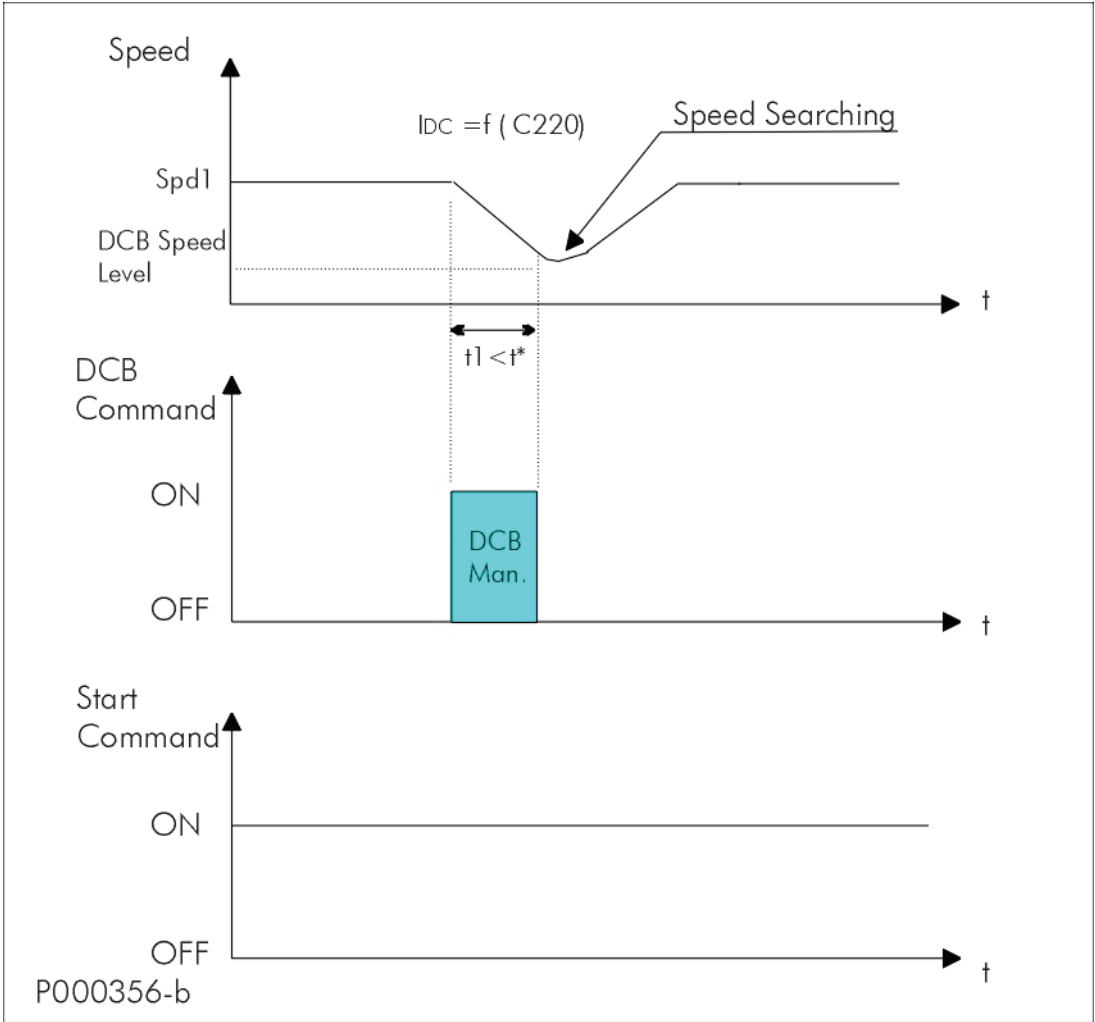 Speed
IDC =f ( C220)
Speed Searching
Spd1
DCB Speed
Level
t
t1 <t*
DCB
Command
ON
DCB
Man.
OFF
t
Start
Command
ON
OFF
t
P000356-b